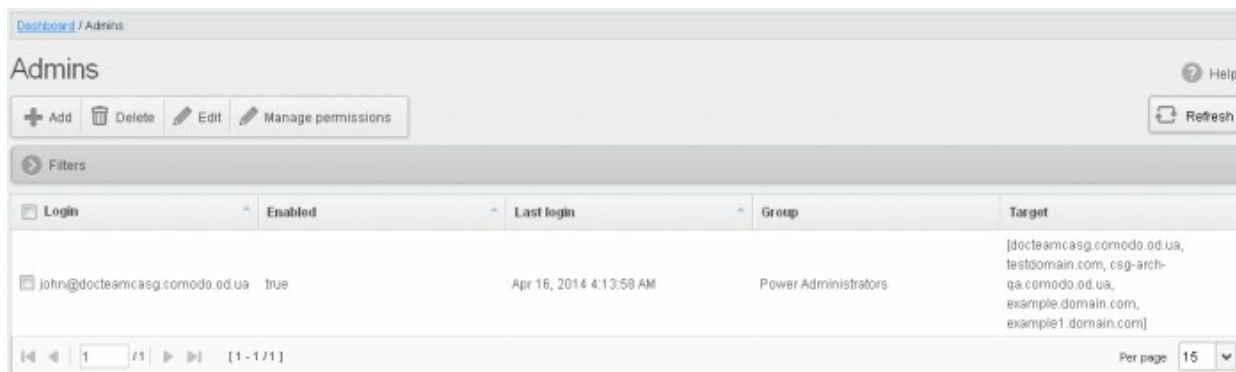 Dashboard / Admins
Admins
Help
Add Delete Edit Manage permissions
Refresh
Filters
Login Enabled Last login Group Target
john@docteamcasg.comodo.od.ua true Apr 16, 2014 4:13:58 AM Power Administrators
[docteamcasg.comodo.od.ua,
testdomain.com, csg-arch-
qa.comodo.od.ua,
example.domain.com,
example1.domain.com]
1 /1 [1 - 1 / 1] Per page 15